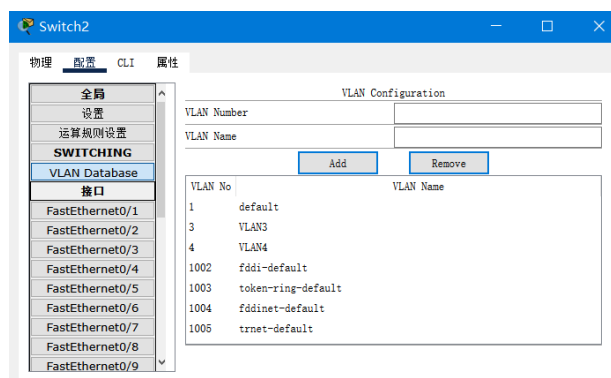 Switch2
物理 配置 CLI 属性
全局
设置
运算规则设置
SWITCHING
VLAN Database
接口
FastEthernet0/1
FastEthernet0/2
FastEthernet0/3
FastEthernet0/4
FastEthernet0/5
FastEthernet0/6
FastEthernet0/7
FastEthernet0/8
FastEthernet0/9
VLAN Configuration
VLAN Number
VLAN Name
Add Remove
VLAN No VLAN Name
1 default
3 VLAN3
4 VLAN4
1002 fddi-default
1003 token-ring-default
1004 fddinet-default
1005 trnet-default